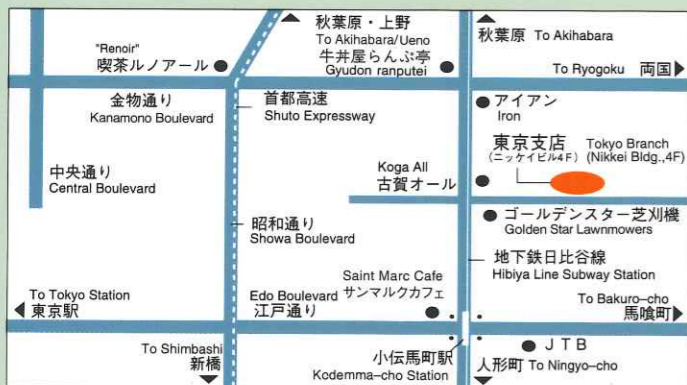 秋葉原・上野
To Akihabara/Ueno
秋葉原 To Akihabara
"Renoir"
喫茶ルノアール
牛井屋らんぷ亭
Gyudon ranputei
To Ryogoku 両国
金物通り
Kanamono Boulevard
首都高速
Shuto Expressway
アイアン
Iron
東京支店
(ニッケイビル4F)
Tokyo Branch
(Nikkei Bldg.,4F)
中央通り
Central Boulevard
Koga All
古賀オール
ゴールデンスター芝刈機
Golden Star Lawnmowers
昭和通り
Showa Boulevard
地下鉄日比谷線
Hibiya Line Subway Station
Saint Marc Cafe
サンマルクカフェ
To Tokyo Station
東京駅
Edo Boulevard
江戸通り
To Bakuro-cho
馬喰町
To Shimbashi
新橋
小伝馬町駅
Kodemma-cho Station
JTB
人形町 To Ningyo-cho